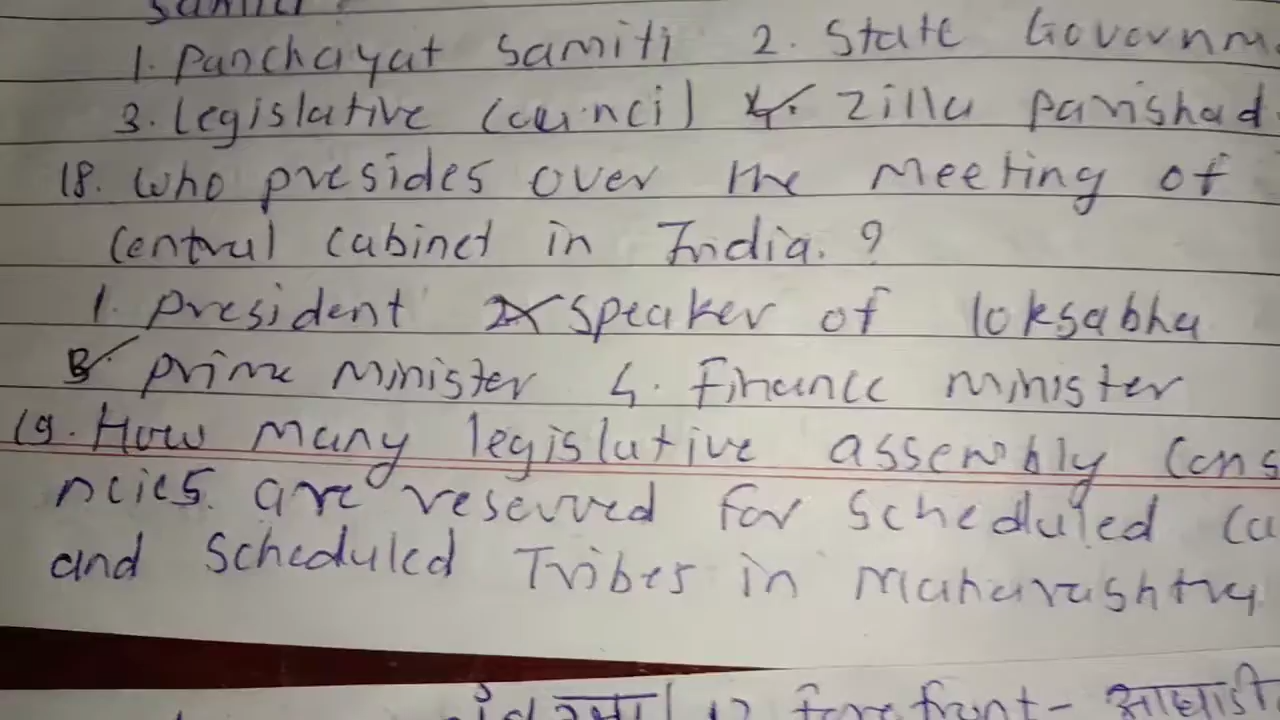 1. Panchayat Samiti 2. State Governm
3. Legislative Council 4. Zilla Parishad
18. Who presides over the meeting of
Central Cabinet in India. ?
1. President 2 Speaker of loksabha
3 Prime Minister 4. Finance minister
19. How many legislative assembly Cons
ncies. are reserved for Scheduled Ca
and Scheduled Tribes in Maharashtra
forefront - आघाडी